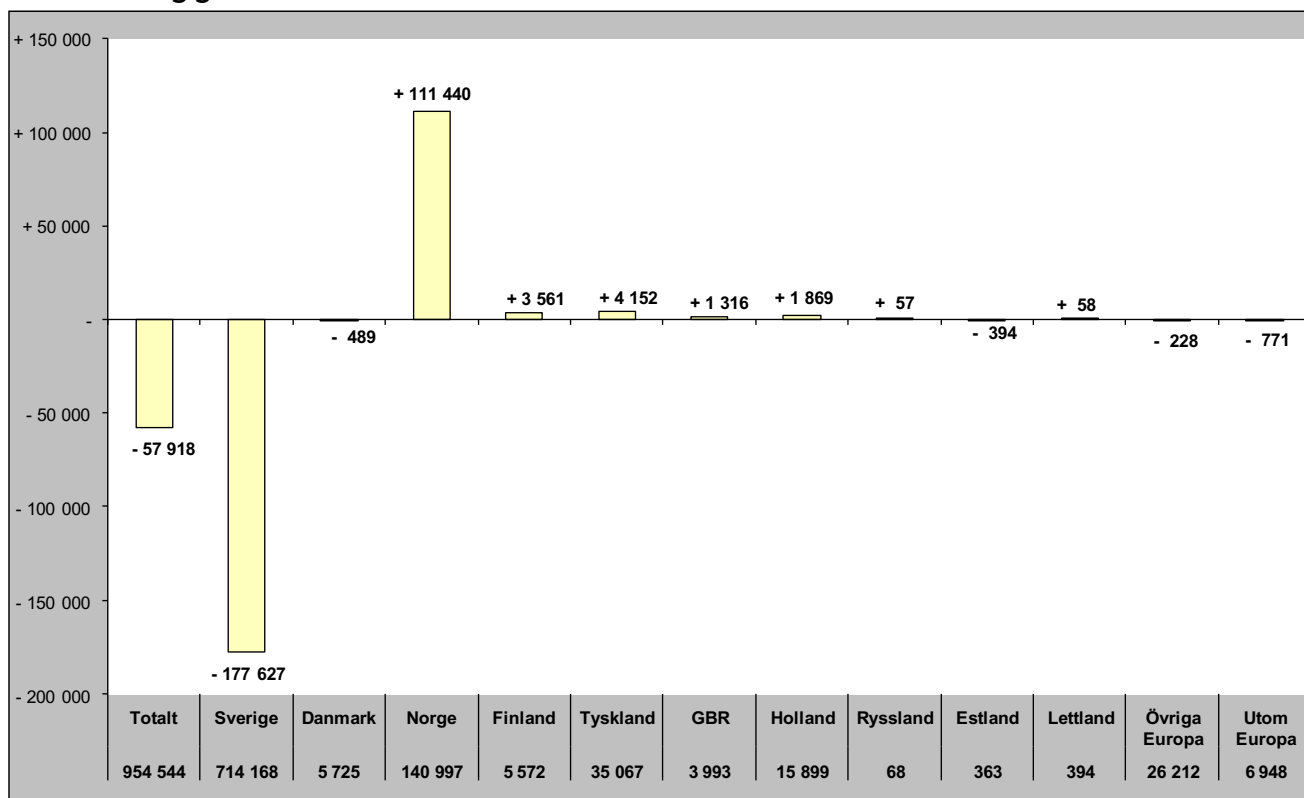 + 150 000
+ 100 000
+ 50 000
-
- 50 000
- 100 000
- 150 000
- 200 000
- 57 918
- 177 627
- 489
+ 111 440
+ 3 561
+ 4 152
+ 1 316
+ 1 869
+ 57
- 394
+ 58
- 228
- 771
Totalt Sverige Danmark Norge Finland Tyskland GBR Holland Ryssland Estland Lettland Övriga Europa Utom Europa
954 544 714 168 5 725 140 997 5 572 35 067 3 993 15 899 68 363 394 26 212 6 948